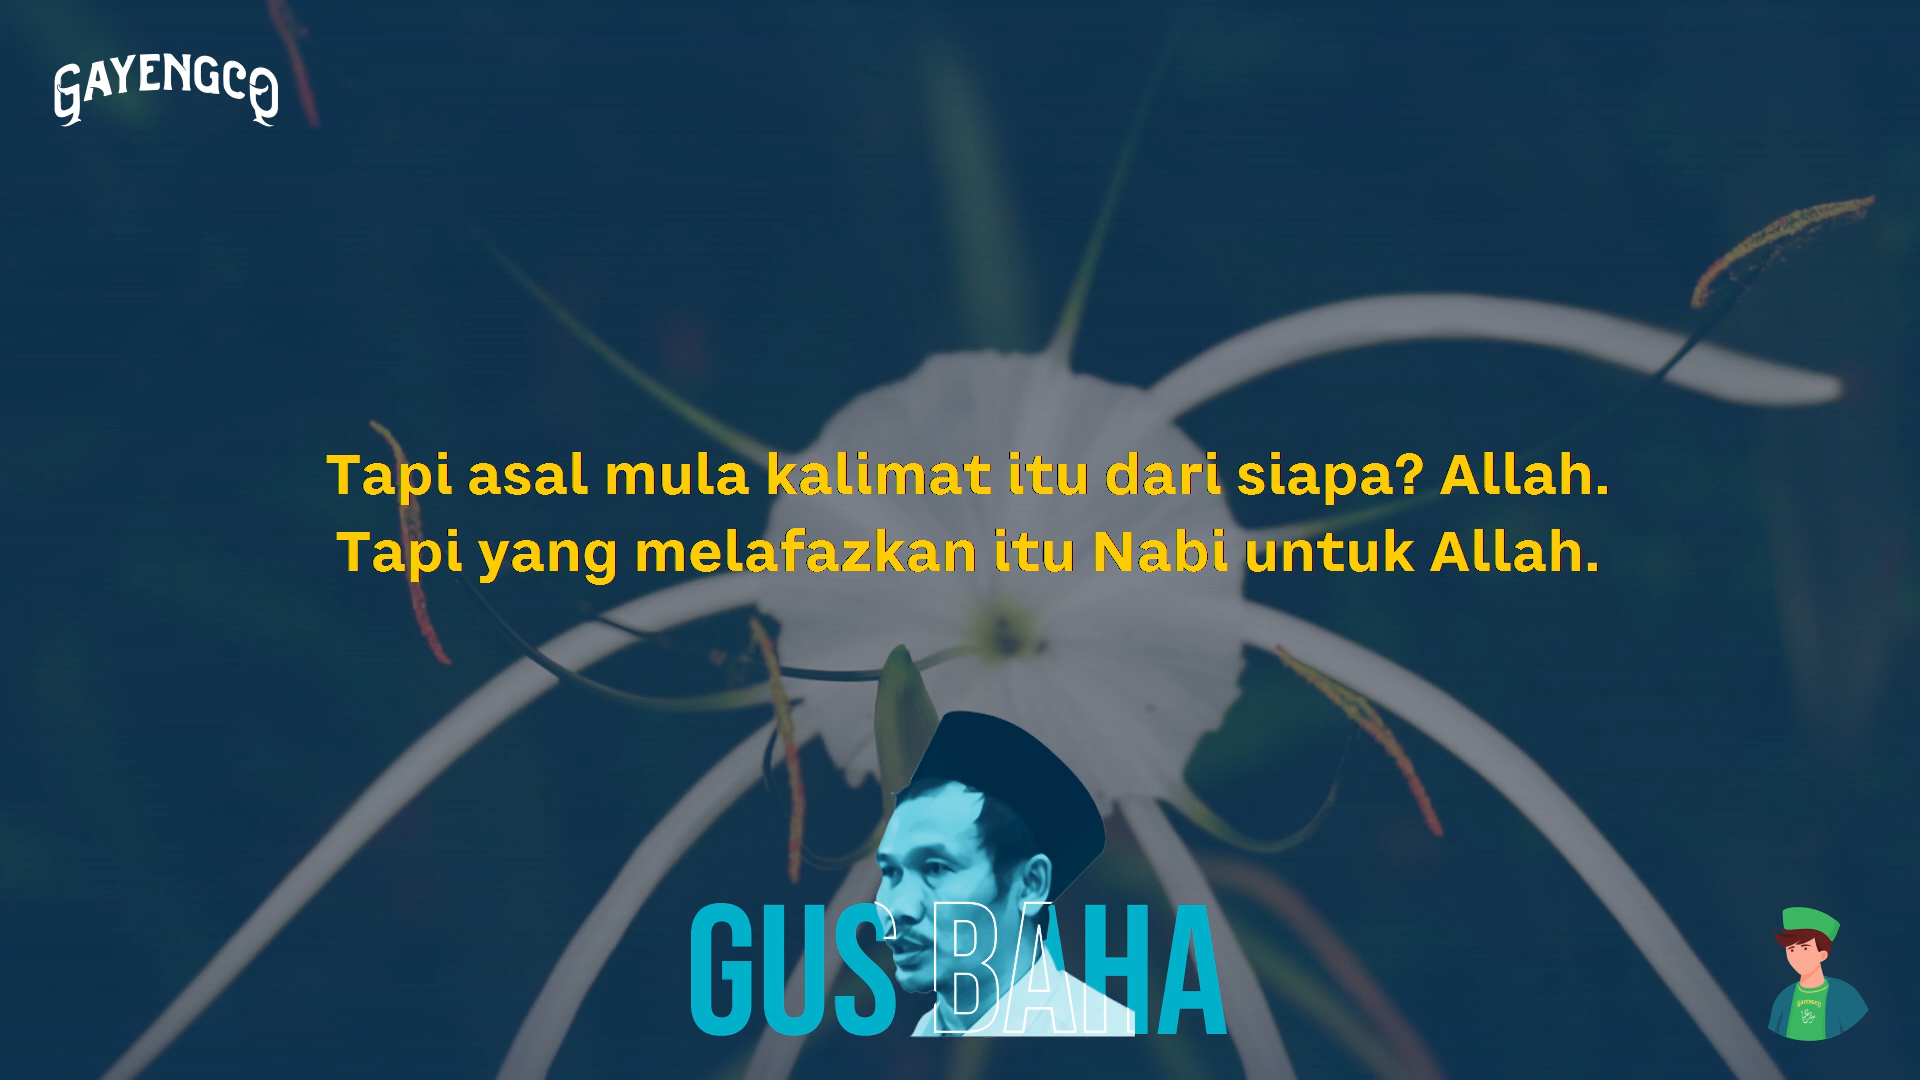 GAYENGCO
Tapi asal mula kalimat itu dari siapa? Allah.
Tapi yang melafazkan itu Nabi untuk Allah.
GUS BAHA